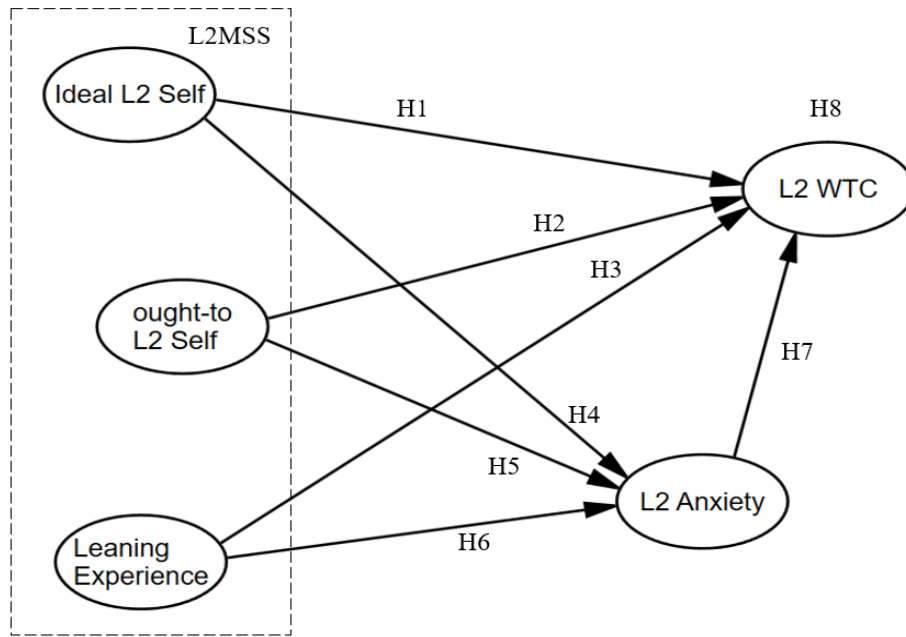 L2MSS
Ideal L2 Self
H1
H8
L2 WTC
H2
H3
ought-to
L2 Self
H7
H4
H5
L2 Anxiety
H6
Leaning
Experience